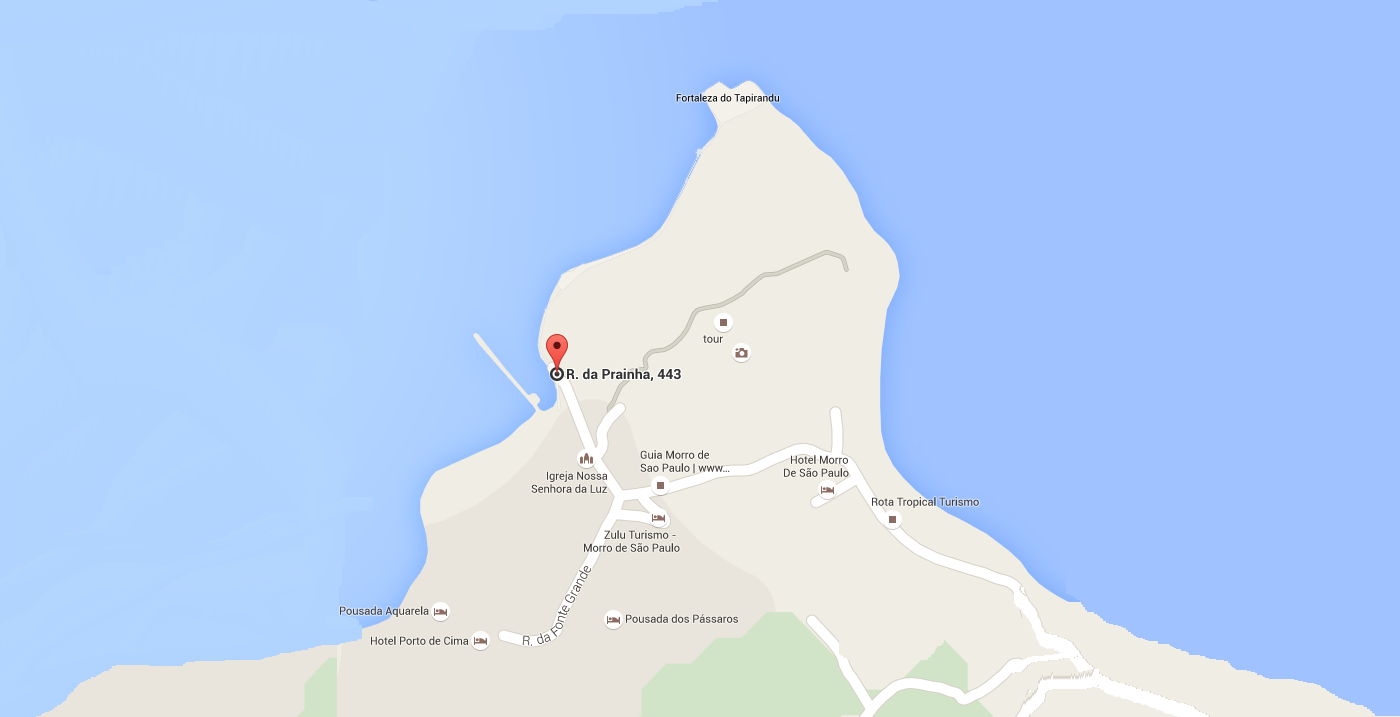 Fortaleza do Tapirandu
tour
R. da Prainha, 443
Guia Morro de
Sao Paulo | www...
Hotel Morro
De São Paulo
Igreja Nossa
Senhora da Luz
Rota Tropical Turismo
Zulu Turismo -
Morro de São Paulo
R. da Fonte Grande
Pousada Aquarela
Pousada dos Pássaros
Hotel Porto de Cima